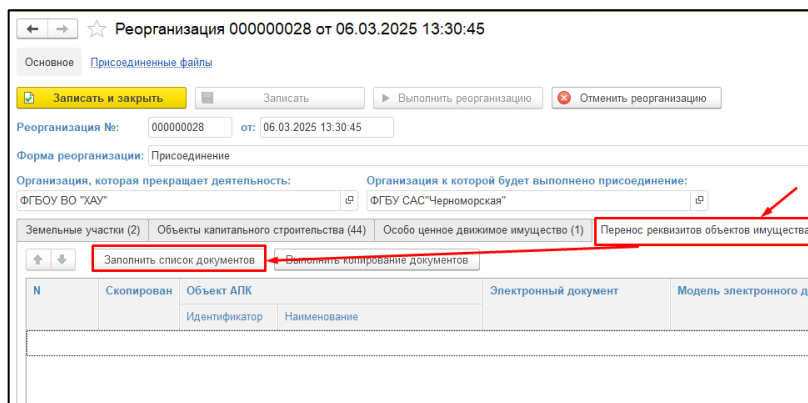 Реорганизация 000000028 от 06.03.2025 13:30:45
Основное Присоединенные файлы
Записать и закрыть Записать Выполнить реорганизацию Отменить реорганизацию
Реорганизация №: 000000028 от: 06.03.2025 13:30:45
Форма реорганизации: Присоединение
Организация, которая прекращает деятельность: Организация к которой будет выполнено присоединение:
ФГБОУ ВО "ХАУ" ФГБУ САС"Черноморская"
Земельные участки (2) Объекты капитального строительства (44) Особо ценное движимое имущество (1) Перенос реквизитов объектов имущества
Заполнить список документов Выполнить копирование документов
N Скопирован Объект АПК Электронный документ Модель электронного д
Идентификатор Наименование